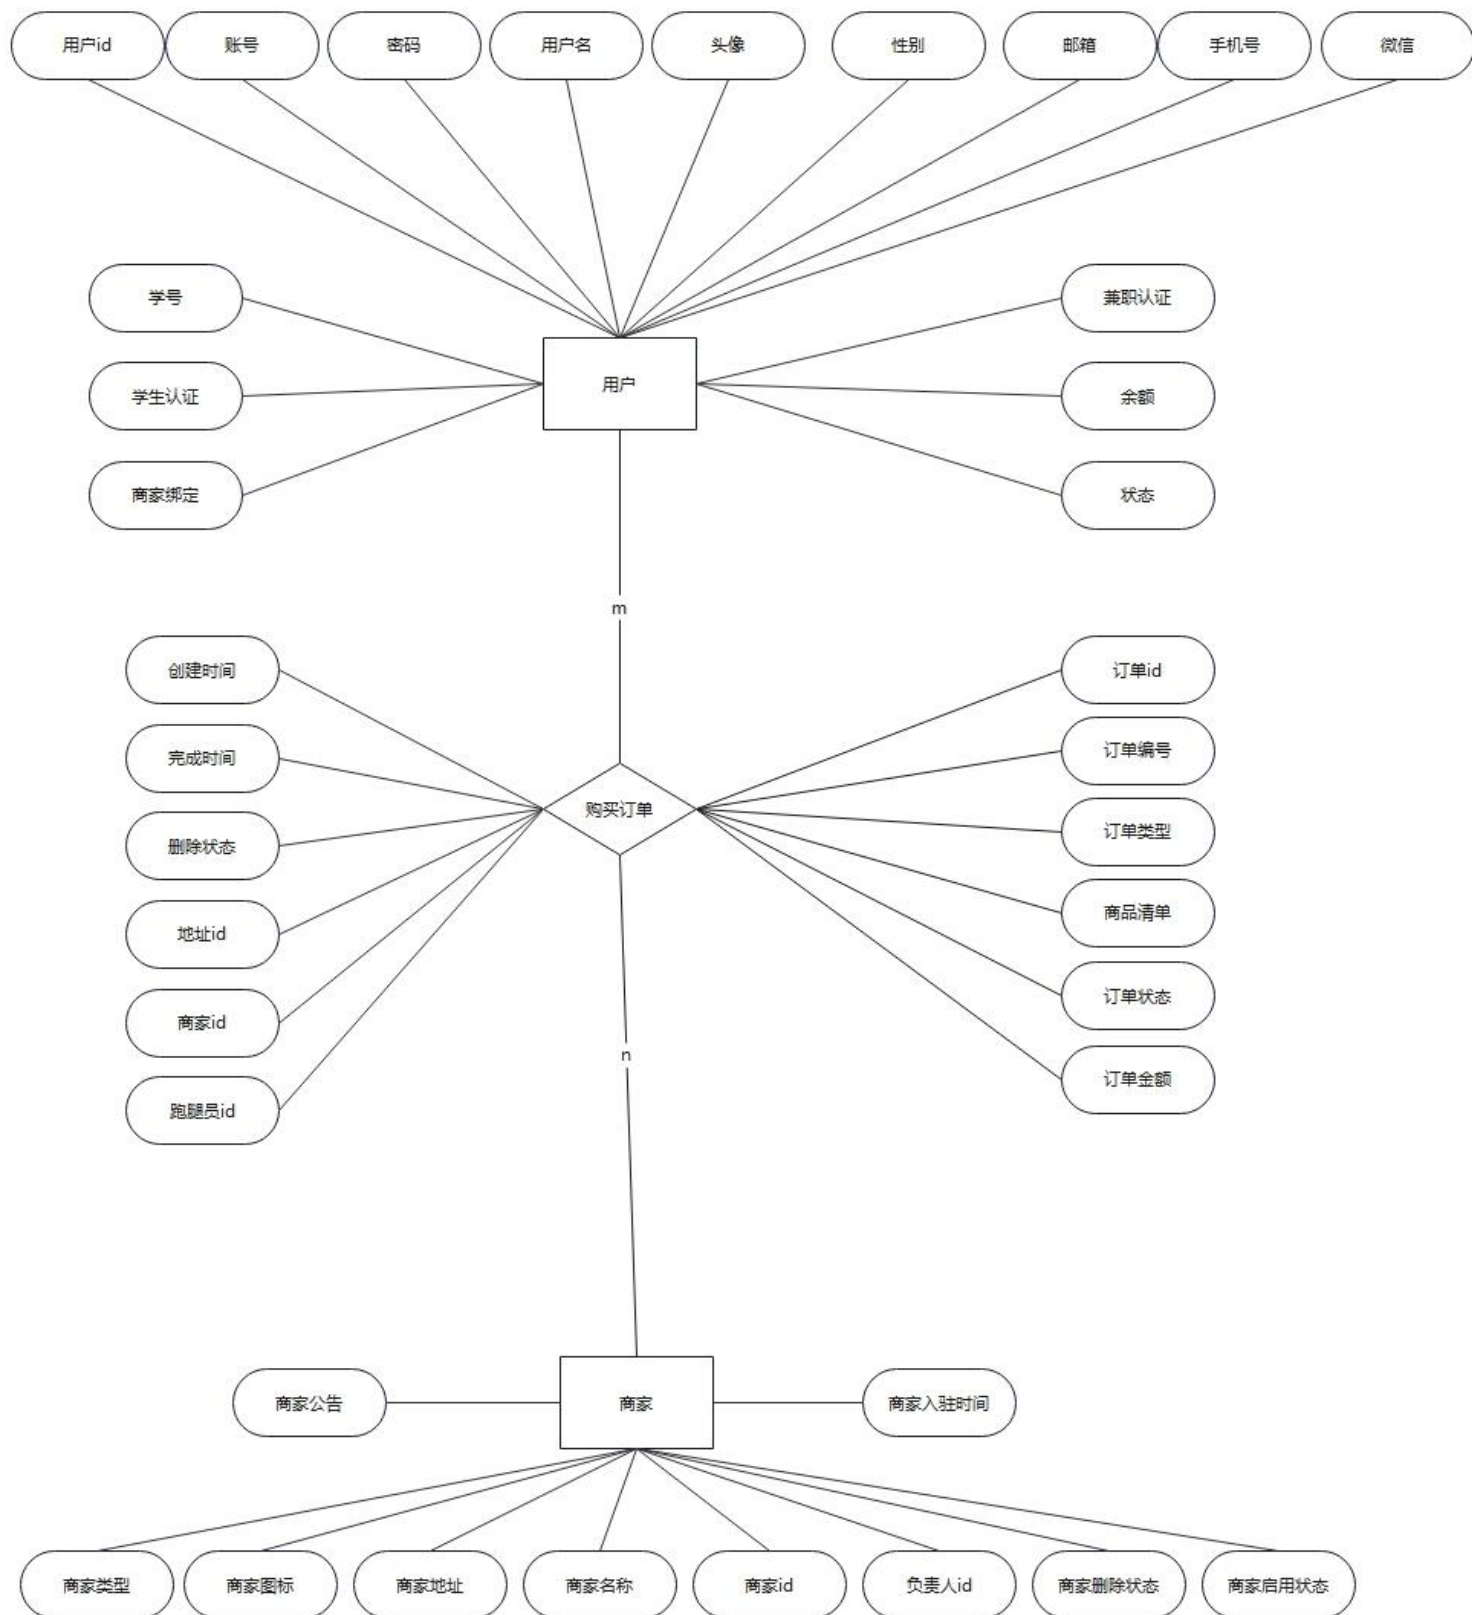 用户id
账号
密码
用户名
头像
性别
邮箱
手机号
微信
学号
兼职认证
用户
学生认证
余额
商家绑定
状态
m
创建时间
订单id
订单编号
完成时间
购买订单
订单类型
删除状态
商品清单
地址id
订单状态
商家id
n
订单金额
跑腿员id
商家公告
商家
商家入驻时间
商家类型
商家图标
商家地址
商家名称
商家id
负责人id
商家删除状态
商家启用状态